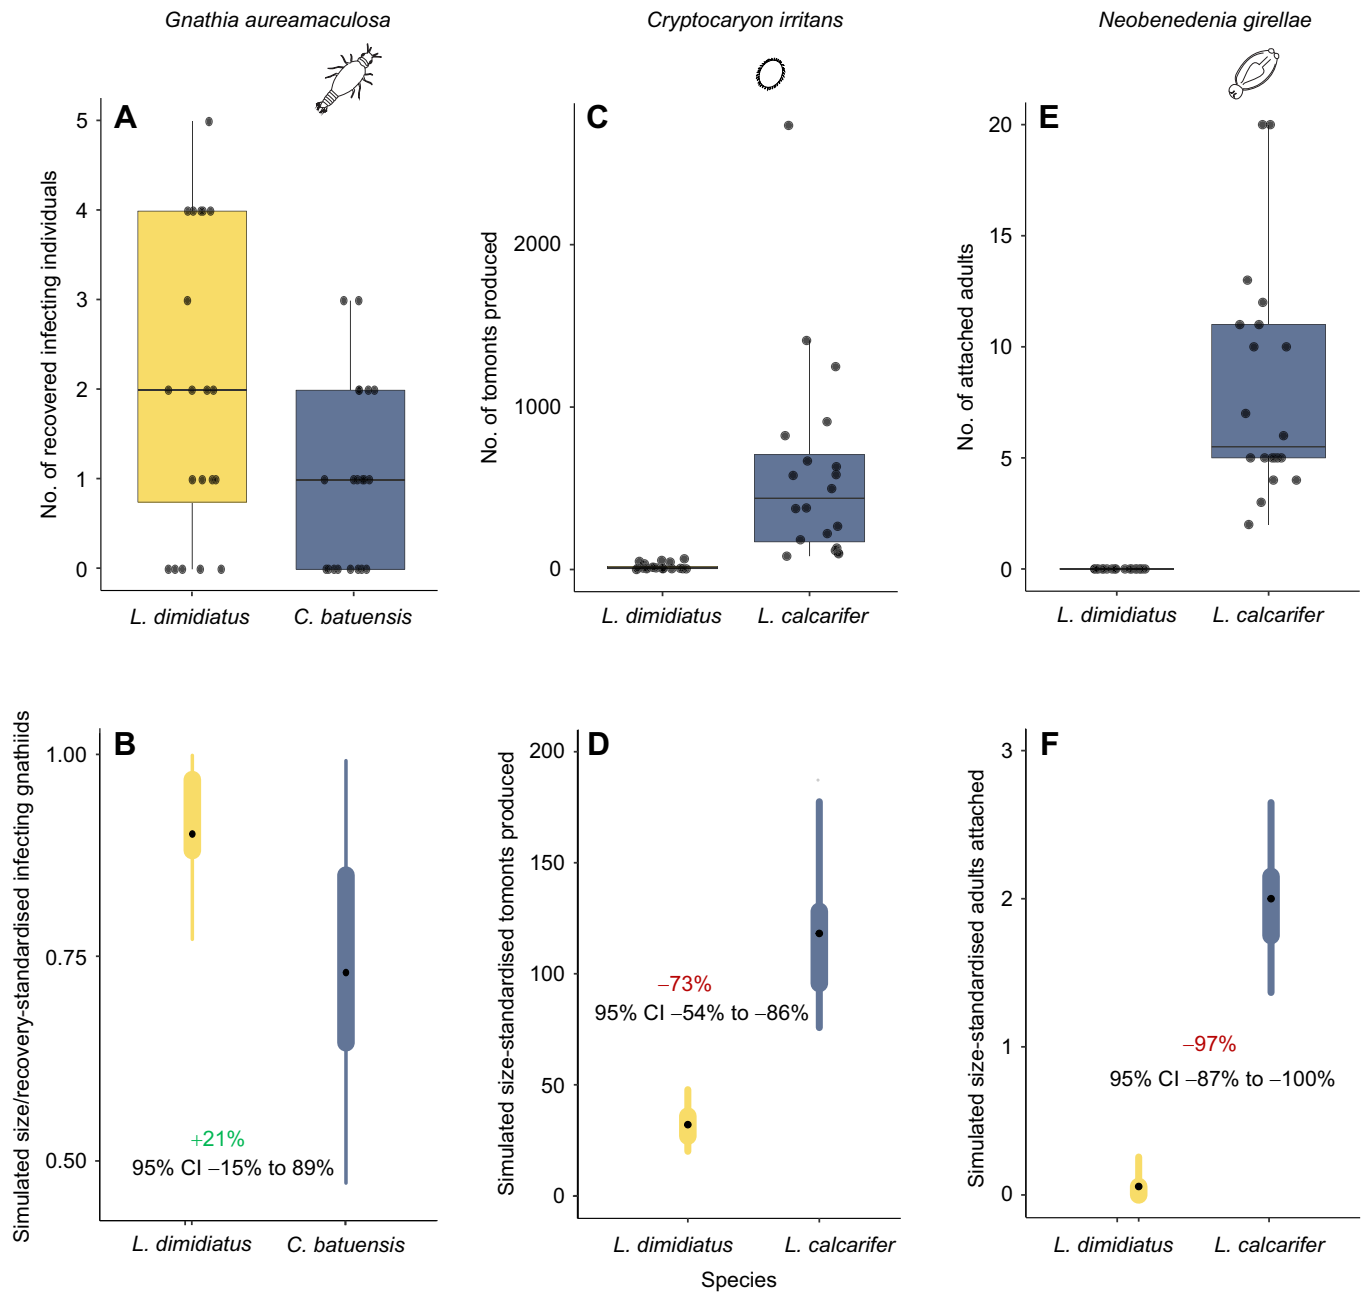 Gnathia aureamaculosa
Cryptocaryon irritans
Neobenedenia girellae
A
No. of recovered infecting individuals
5
4
3
2
1
0
L. dimidiatus
C. batuensis
C
No. of tomonts produced
2000
1000
0
L. dimidiatus
L. calcarifer
E
No. of attached adults
20
15
10
5
0
L. dimidiatus
L. calcarifer
B
Simulated size/recovery-standardised infecting gnathiids
1.00
0.75
0.50
+21%
95% CI –15% to 89%
L. dimidiatus
C. batuensis
D
Simulated size-standardised tomonts produced
200
150
100
50
0
–73%
95% CI –54% to –86%
L. dimidiatus
L. calcarifer
Species
F
Simulated size-standardised adults attached
3
2
1
0
–97%
95% CI –87% to –100%
L. dimidiatus
L. calcarifer